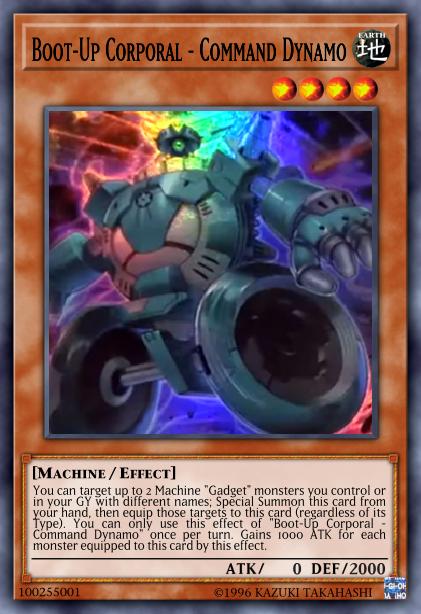 Boot-Up Corporal - Command Dynamo
EARTH
地
[Machine / Effect]
You can target up to 2 Machine "Gadget" monsters you control or
in your GY with different names; Special Summon this card from
your hand, then equip those targets to this card (regardless of its
Type). You can only use this effect of "Boot-Up Corporal -
Command Dynamo" once per turn. Gains 1000 ATK for each
monster equipped to this card by this effect.
ATK/ 0 DEF/2000
100255001 ©1996 KAZUKI TAKAHASHI